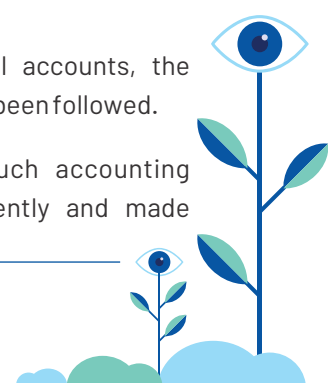 l accounts, the
been followed.
uch accounting
ently and made